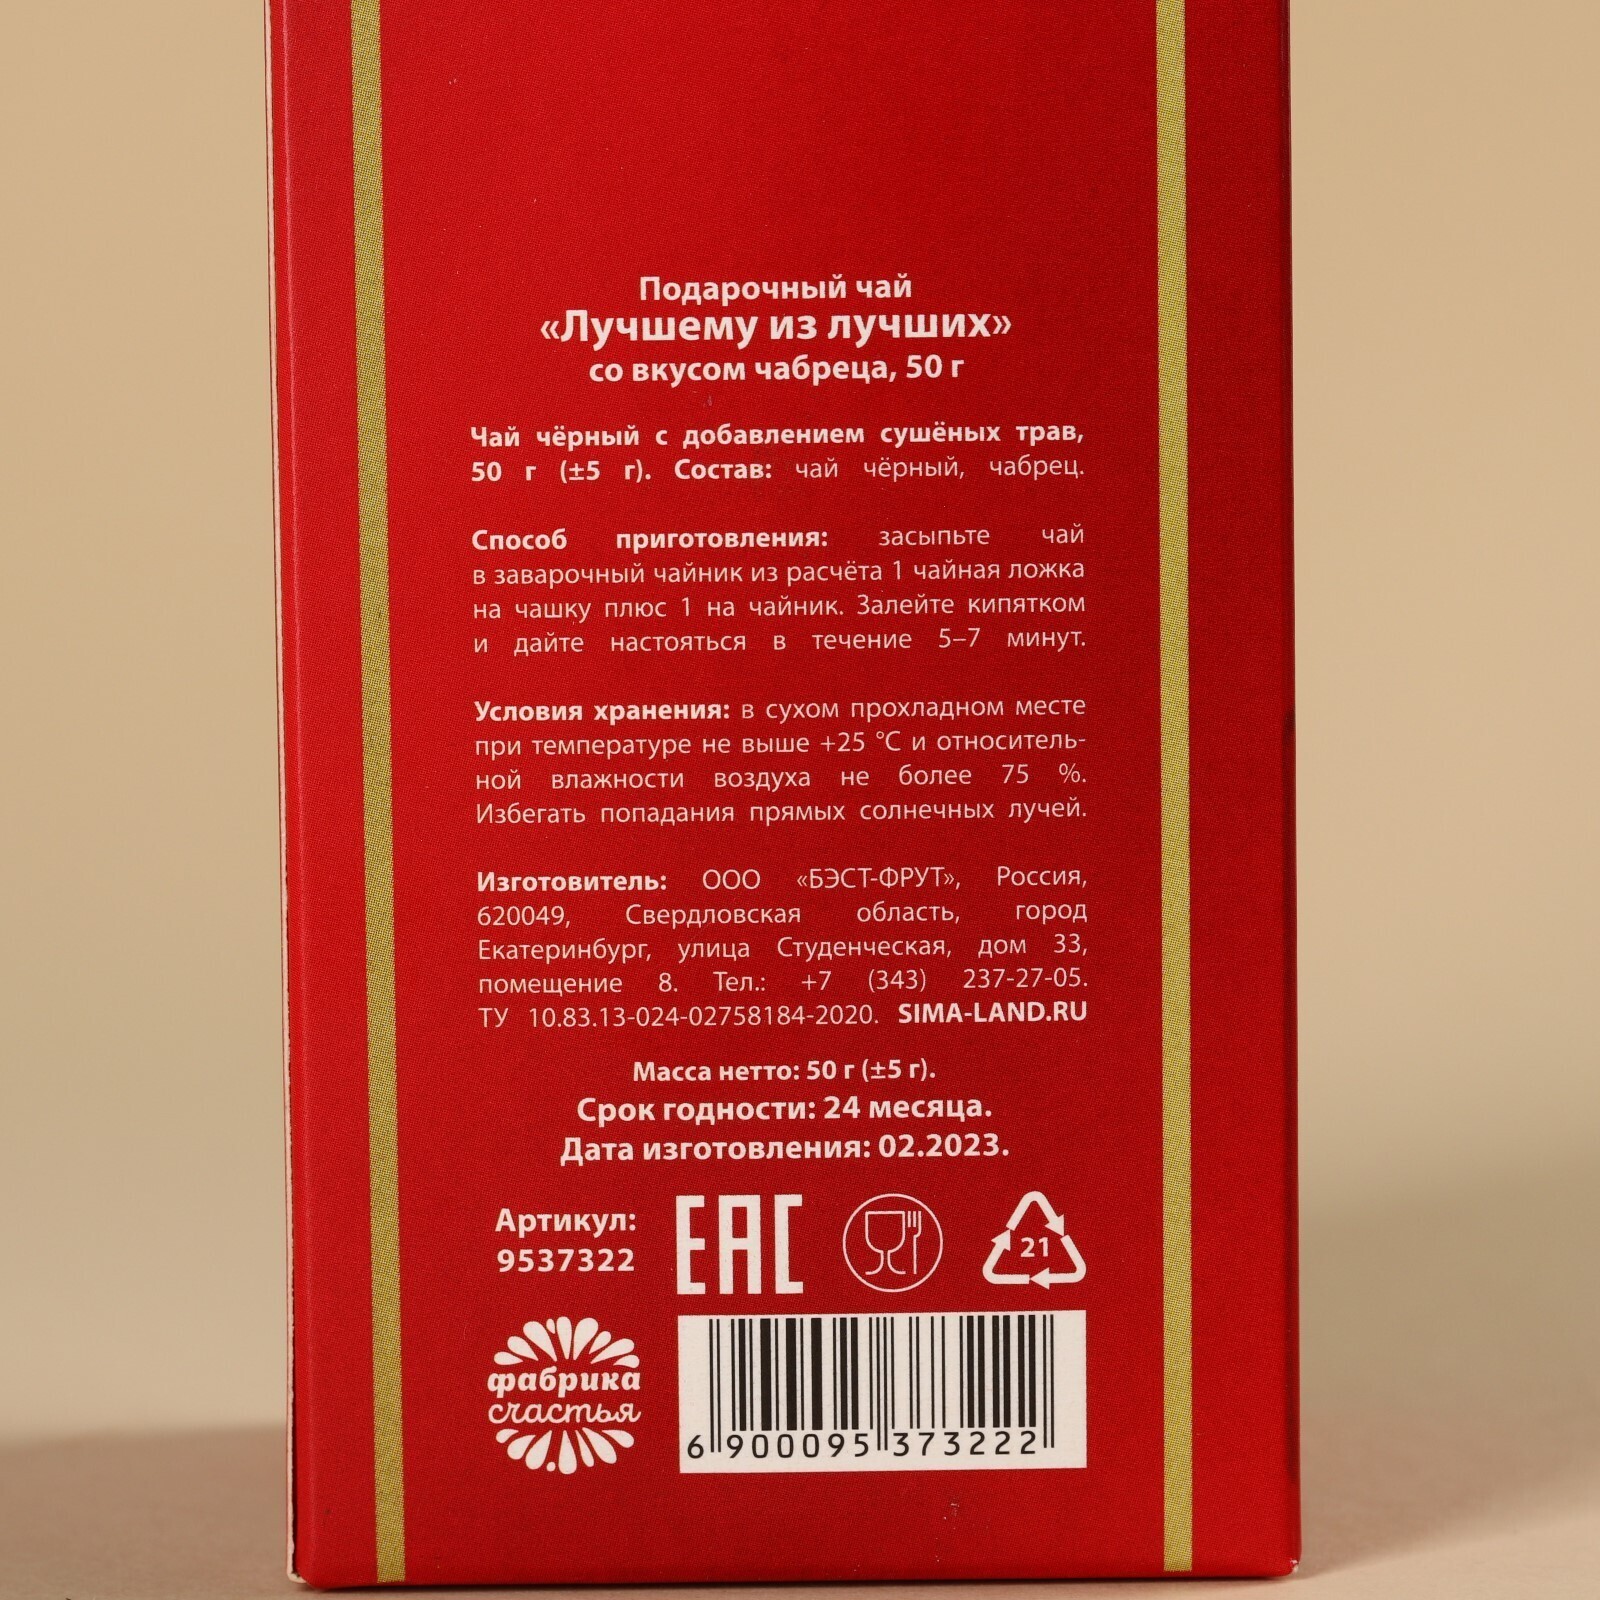 Подарочный чай
«Лучшему из лучших»
со вкусом чабреца, 50 г
Чай чёрный с добавлением сушёных трав,
50 г (±5 г). Состав: чай чёрный, чабрец.
Способ приготовления: засыпьте чай
в заварочный чайник из расчёта 1 чайная ложка
на чашку плюс 1 на чайник. Залейте кипятком
и дайте настояться в течение 5–7 минут.
Условия хранения: в сухом прохладном месте
при температуре не выше +25 °С и относитель-
ной влажности воздуха не более 75 %.
Избегать попадания прямых солнечных лучей.
Изготовитель: ООО «БЭСТ-ФРУТ», Россия,
620049, Свердловская область, город
Екатеринбург, улица Студенческая, дом 33,
помещение 8. Тел.: +7 (343) 237-27-05.
ТУ 10.83.13-024-02758184-2020. SIMA-LAND.RU
Масса нетто: 50 г (±5 г).
Срок годности: 24 месяца.
Дата изготовления: 02.2023.
Артикул:
9537322
EAC
21
фабрика
счастья
6 900095 373222